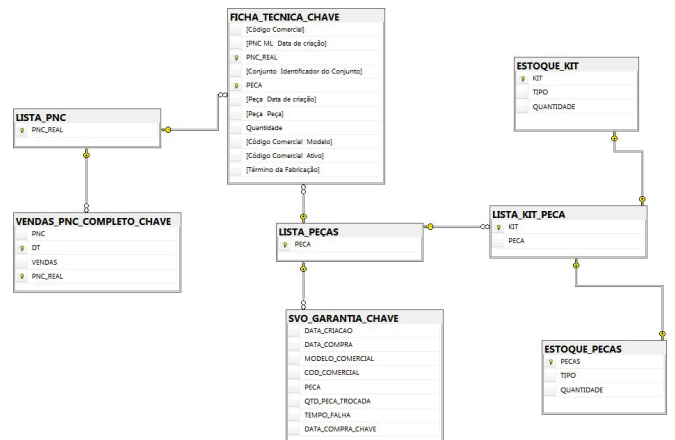 FICHA_TECNICA_CHAVE
[Código Comercial]
[PNC ML Data de criação]
PNC_REAL
[Conjunto Identificador do Conjunto]
PECA
[Peça Data de criação]
[Peça Peça]
Quantidade
[Código Comercial Modelo]
[Código Comercial Ativo]
[Término da Fabricação]
LISTA_PNC
PNC_REAL
VENDAS_PNC_COMPLETO_CHAVE
PNC
DT
VENDAS
PNC_REAL
LISTA_PEÇAS
PECA
SVO_GARANTIA_CHAVE
DATA_CRIACAO
DATA_COMPRA
MODELO_COMERCIAL
COD_COMERCIAL
PECA
QTD_PECA_TROCADA
TEMPO_FALHA
DATA_COMPRA_CHAVE
ESTOQUE_KIT
KIT
TIPO
QUANTIDADE
LISTA_KIT_PECA
KIT
PECA
ESTOQUE_PECAS
PECAS
TIPO
QUANTIDADE